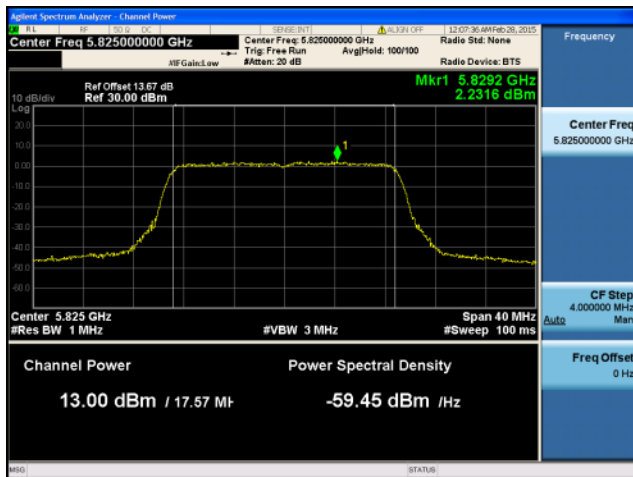 Agilent Spectrum Analyzer - Channel Power
RL RF 50 Ω DC SENSE:INT ALIGN OFF 12:07:36 AM Feb 28, 2015
Center Freq 5.825000000 GHz
Center Freq: 5.825000000 GHz Radio Std: None
Trig: Free Run Avg|Hold: 100/100
#IFGain:Low #Atten: 20 dB Radio Device: BTS
Ref Offset 13.67 dB
10 dB/div Ref 30.00 dBm
Mkr1 5.8292 GHz
2.2316 dBm
Log
20.0
10.0
0.00
-10.0
-20.0
-30.0
-40.0
-50.0
-60.0
1
Center 5.825 GHz Span 40 MHz
#Res BW 1 MHz #VBW 3 MHz #Sweep 100 ms
Channel Power Power Spectral Density
13.00 dBm / 17.57 MH -59.45 dBm /Hz
MSG STATUS
Frequency
Center Freq
5.825000000 GHz
CF Step
4.000000 MHz
Auto Man
Freq Offset
0 Hz